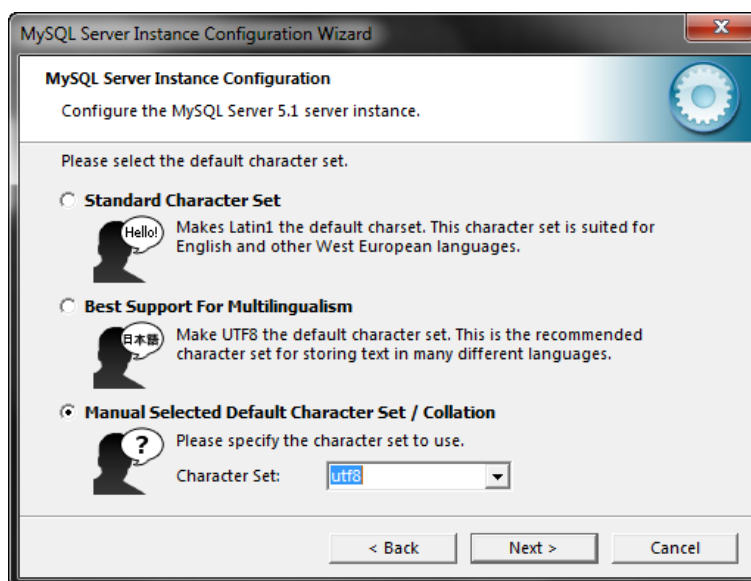 MySQL Server Instance Configuration Wizard
MySQL Server Instance Configuration
Configure the MySQL Server 5.1 server instance.
Please select the default character set.
Standard Character Set
Hello!
Makes Latin1 the default charset. This character set is suited for
English and other West European languages.
Best Support For Multilingualism
日本語
Make UTF8 the default character set. This is the recommended
character set for storing text in many different languages.
Manual Selected Default Character Set / Collation
?
Please specify the character set to use.
Character Set: utf8
< Back Next > Cancel